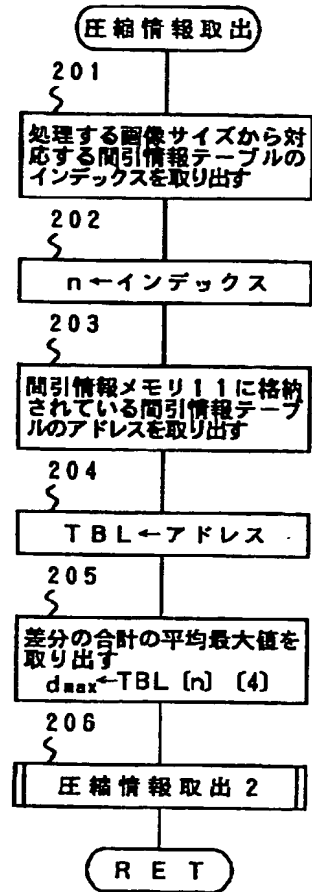 圧縮情報取出
201
処理する画像サイズから対
応する間引情報テーブルの
インデックスを取り出す
202
n←インデックス
203
間引情報メモリ11に格納
されている間引情報テーブ
ルのアドレスを取り出す
204
TBL←アドレス
205
差分の合計の平均最大値を
取り出す
dmax←TBL〔n〕〔4〕
206
圧縮情報取出2
RET